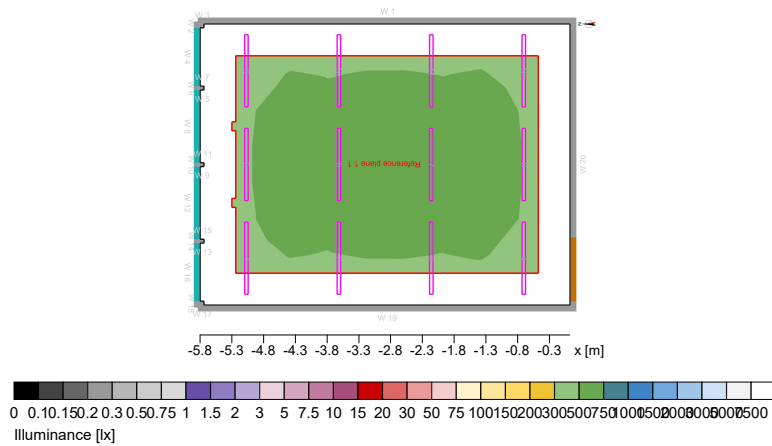 W 1
W 3
W 2
W 4
W 7
W 6
W 5
W 8
W 11
W 10
W 9
Reference plane 1.1
W 20
W 12
W 15
W 14
W 13
W 16
W 18
W 17
W 19
-5.8 -5.3 -4.8 -4.3 -3.8 -3.3 -2.8 -2.3 -1.8 -1.3 -0.8 -0.3 x [m]
0 0.1 0.15 0.2 0.3 0.5 0.75 1 1.5 2 3 5 7.5 10 15 20 30 50 75 100 150 200 300 500 750 1000 1500 2000 3000 5000 7500
Illuminance [lx]